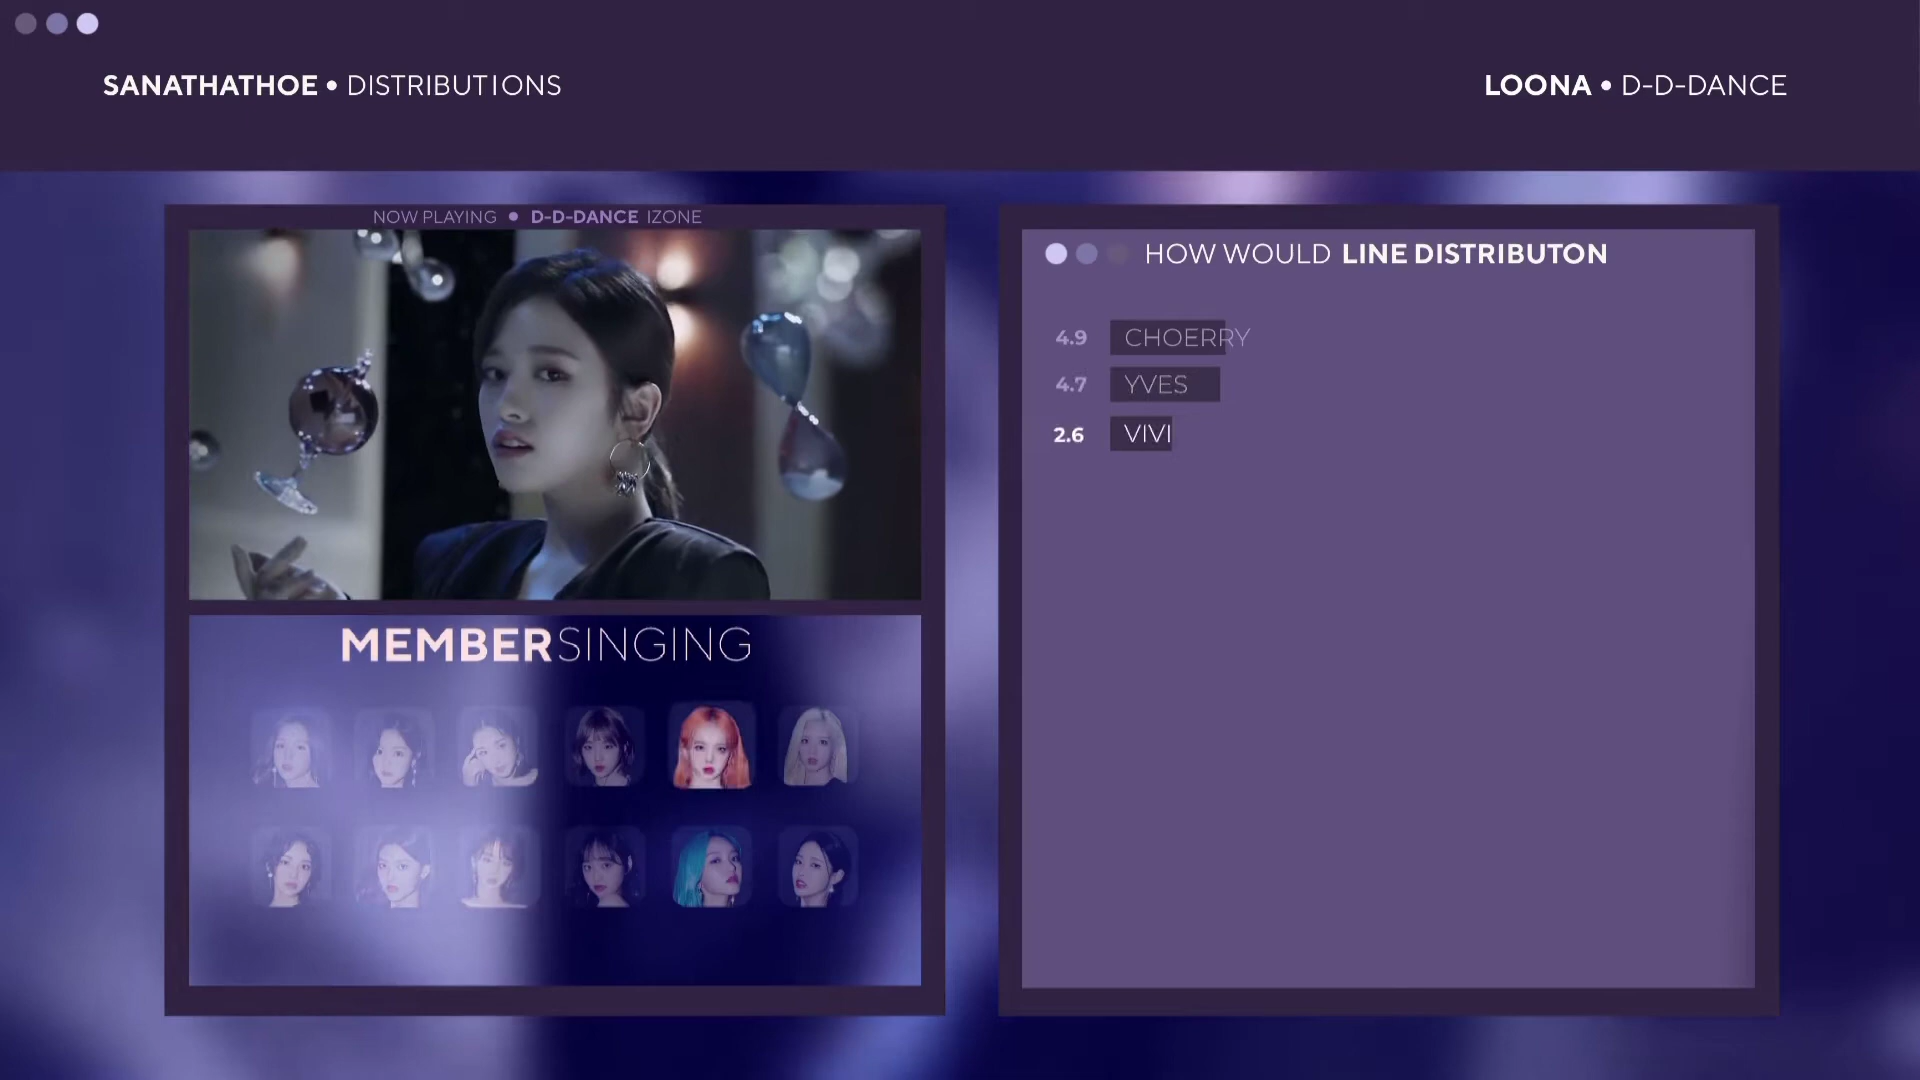 SANATHATHOE • DISTRIBUTIONS
LOONA • D-D-DANCE
NOW PLAYING • D-D-DANCE IZONE
MEMBERSINGING
HOW WOULD LINE DISTRIBUTON
4.9 CHOERRY
4.7 YVES
2.6 VIVI